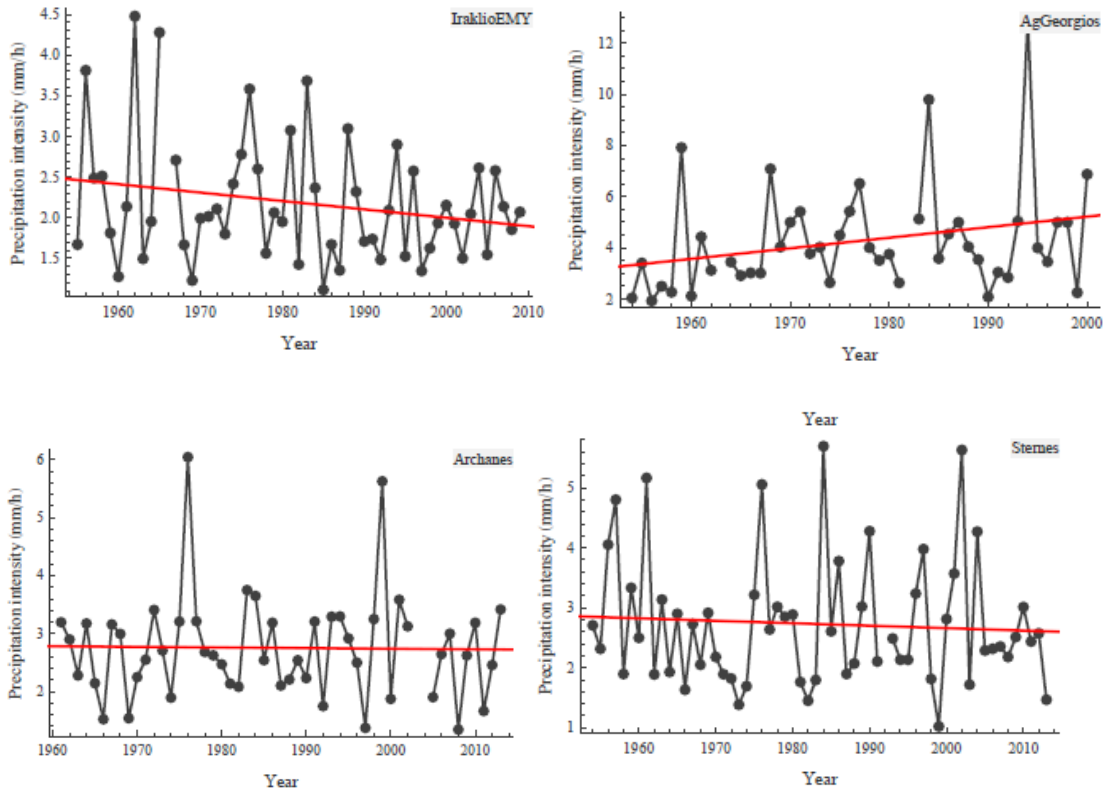 IraklioEMY
Precipitation intensity (mm/h)
4.5
4.0
3.5
3.0
2.5
2.0
1.5
1960 1970 1980 1990 2000 2010
Year
AgGeorgios
Precipitation intensity (mm/h)
12
10
8
6
4
2
1960 1970 1980 1990 2000
Year
Archanes
Precipitation intensity (mm/h)
6
5
4
3
2
1960 1970 1980 1990 2000 2010
Year
Year
Sternes
Precipitation intensity (mm/h)
5
4
3
2
1
1960 1970 1980 1990 2000 2010
Year